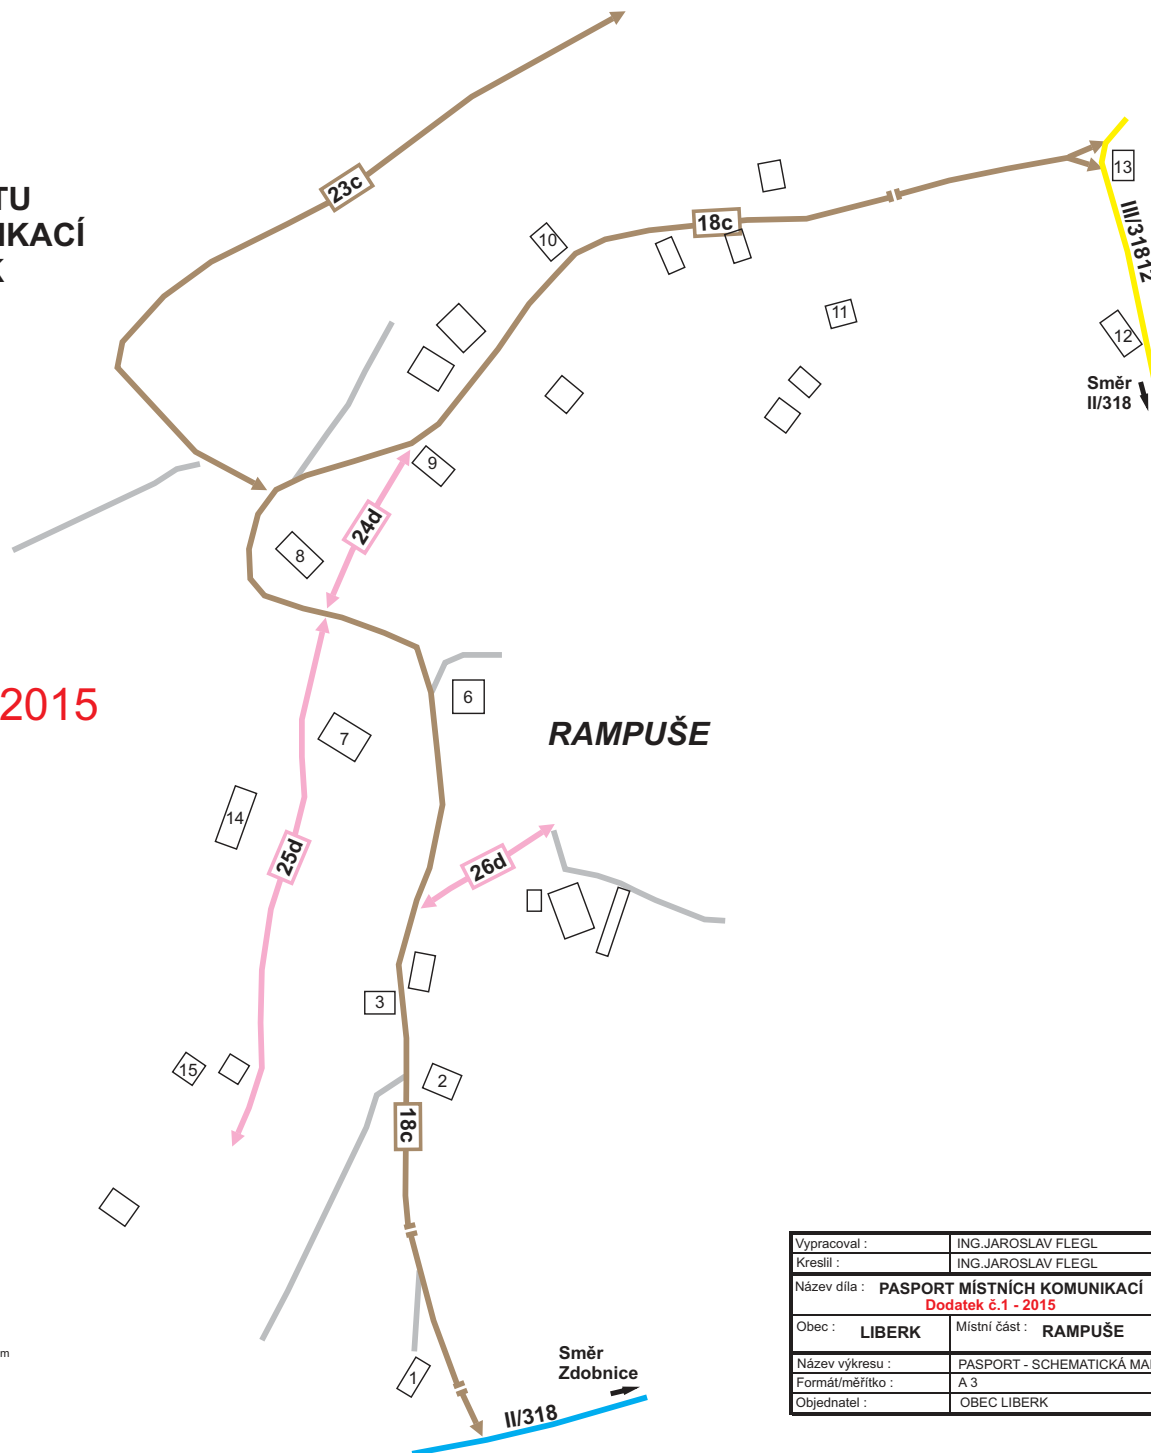 TU
IKACÍ
K
23c
10
18c
13
III/31812
11
12
Směr
II/318
9
24d
8
6
2015
7
RAMPUŠE
14
25d
26d
3
15
2
18c
m
1
Směr
Zdobnice
II/318
Vypracoval : ING.JAROSLAV FLEGL
Kreslil : ING.JAROSLAV FLEGL
Název díla : PASPORT MÍSTNÍCH KOMUNIKACÍ
Dodatek č.1 - 2015
Obec : LIBERK Místní část : RAMPUŠE
Název výkresu : PASPORT - SCHEMATICKÁ MA
Formát/měřítko : A 3
Objednatel : OBEC LIBERK